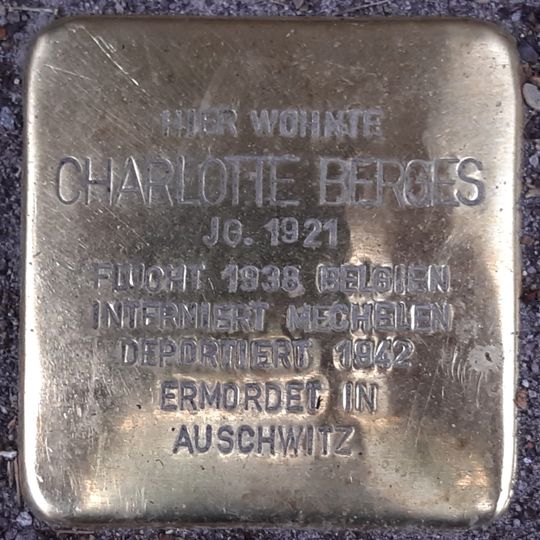 HIER WOHNTE
CHARLOTTE BERGES
JG. 1921
FLUCHT 1938 BELGIEN
INTERNIERT MECHELEN
DEPORTIERT 1942
ERMORDET IN
AUSCHWITZ